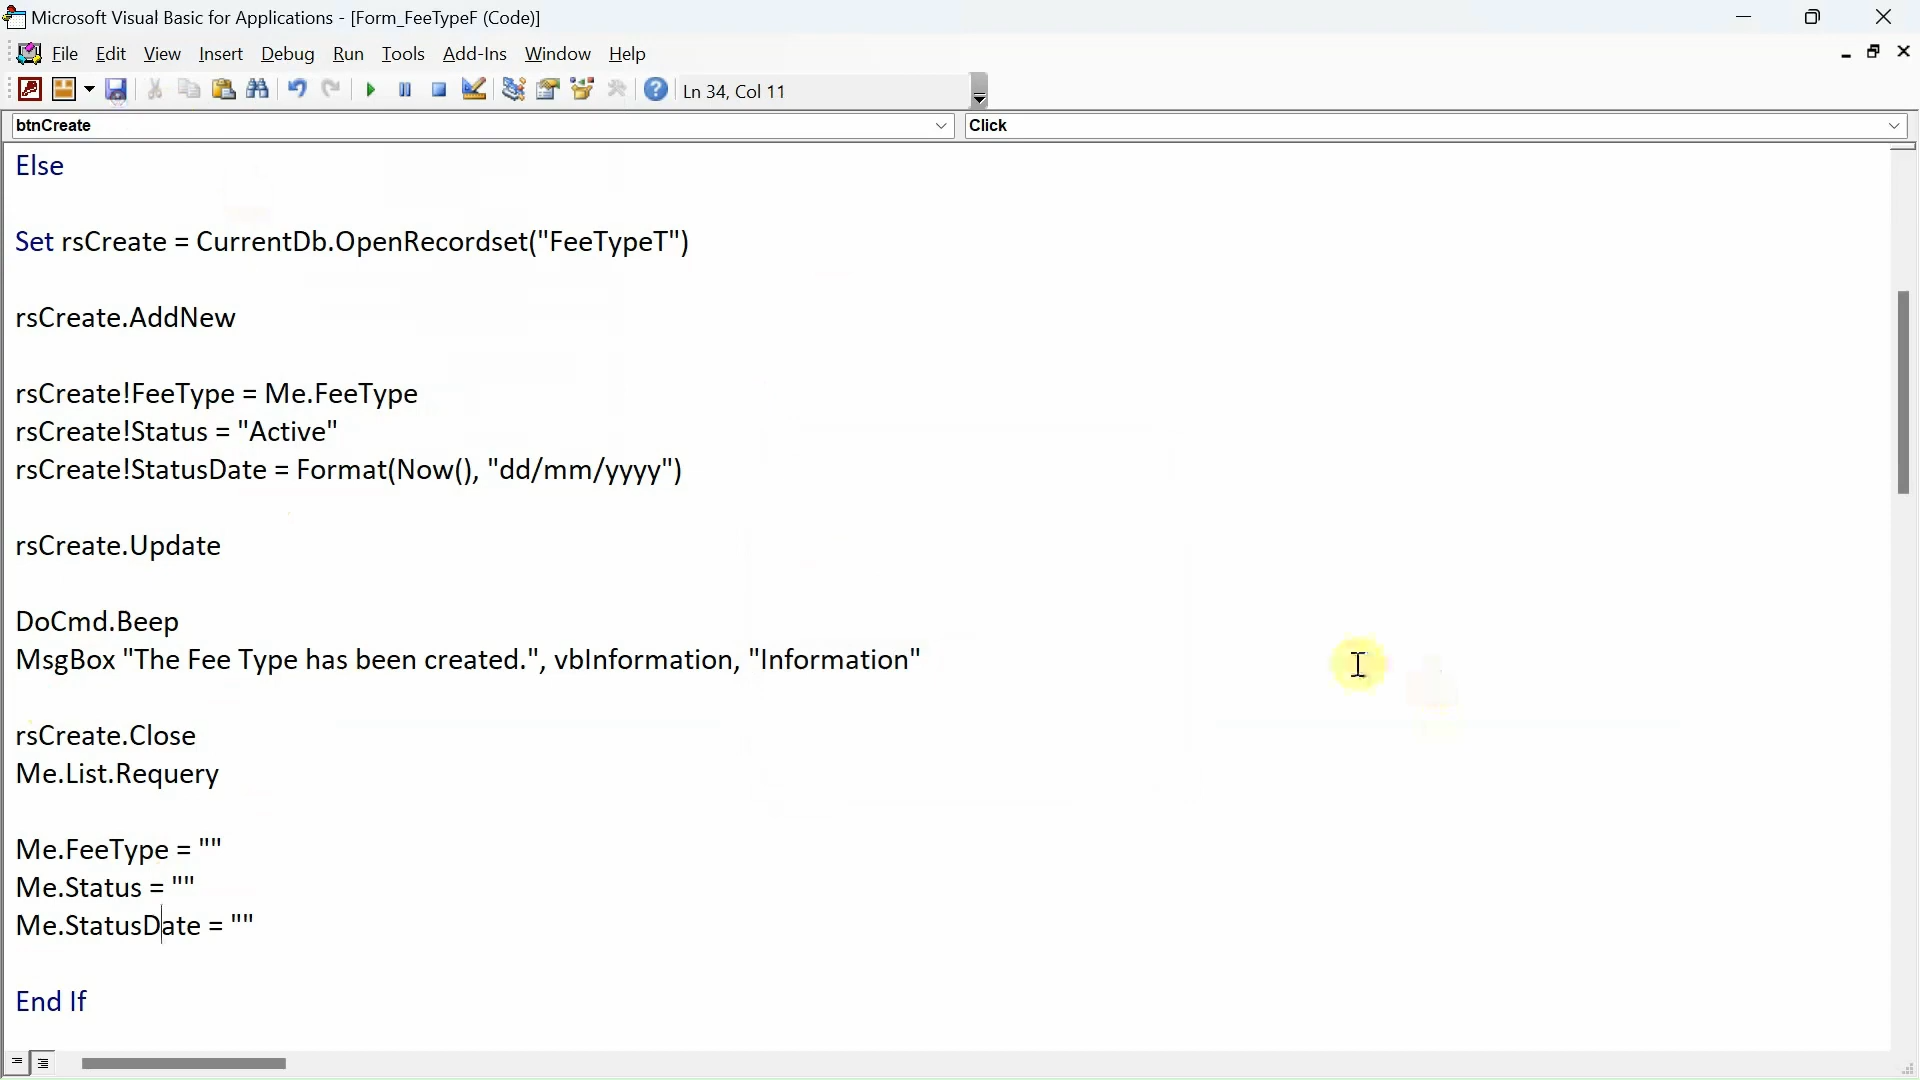 Microsoft Visual Basic for Applications - [Form_FeeTypeF (Code)]
File Edit View Insert Debug Run Tools Add-Ins Window Help
Ln 34, Col 11
btnCreate Click
Else
Set rsCreate = CurrentDb.OpenRecordset("FeeTypeT")
rsCreate.AddNew
rsCreate!FeeType = Me.FeeType
rsCreate!Status = "Active"
rsCreate!StatusDate = Format(Now(), "dd/mm/yyyy")
rsCreate.Update
DoCmd.Beep
MsgBox "The Fee Type has been created.", vbInformation, "Information"
rsCreate.Close
Me.List.Requery
Me.FeeType = ""
Me.Status = ""
Me.StatusDate = ""
End If